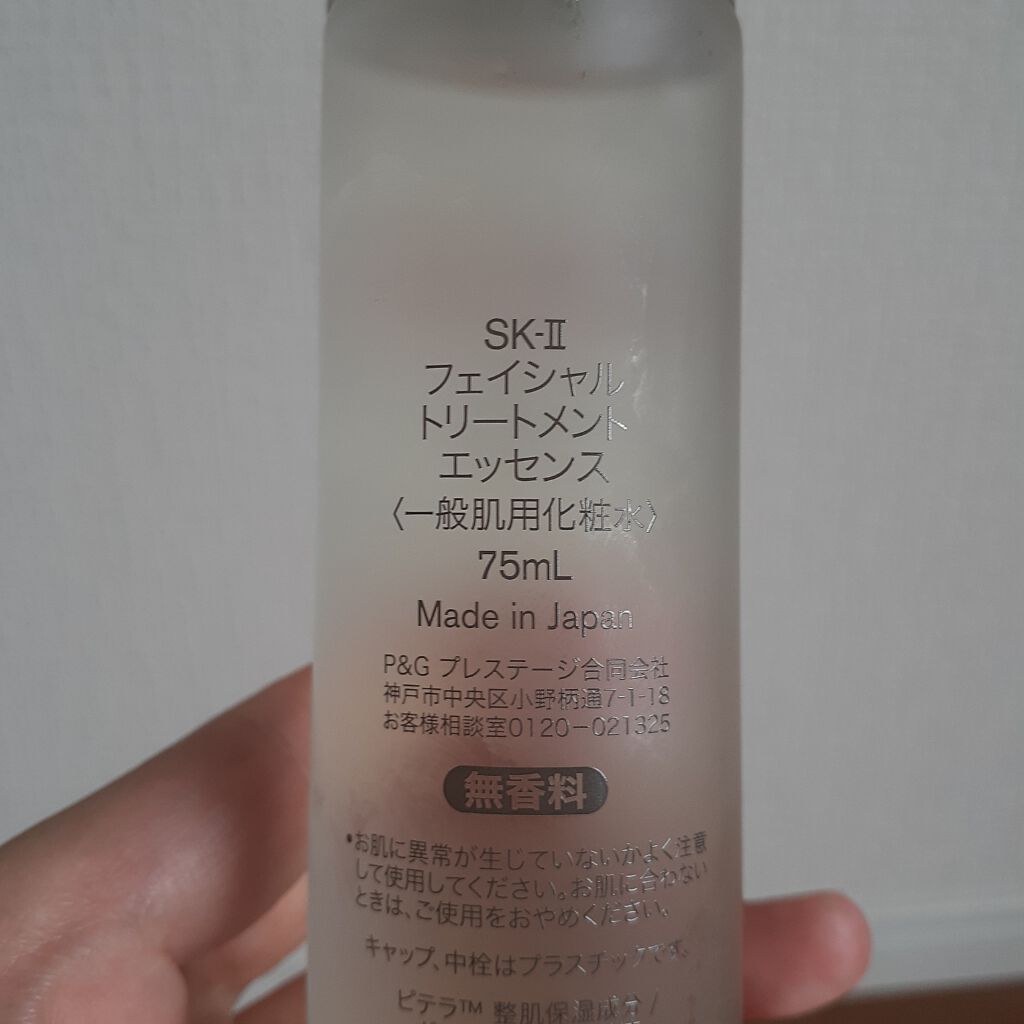 SK-Ⅱ
フェイシャル
トリートメント
エッセンス
〈一般肌用化粧水〉
75mL
Made in Japan
P&G プレステージ合同会社
神戸市中央区小野柄通7-1-18
お客様相談室0120-021325
無香料
•お肌に異常が生じていないかよく注意
して使用してください。お肌に合わない
ときは、ご使用をおやめください。
キャップ、中栓はプラスチックです。
ピテラ™ 整肌保湿成分/